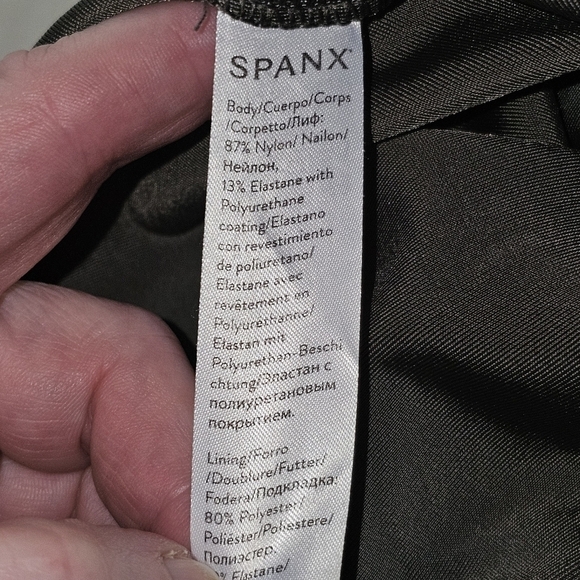 SPANX
Body/Cuerpo/Corps
/Corpetto/Лиф:
87% Nylon/ Nailon/
Нейлон,
13% Elastane with
Polyurethane
coating/Elastano
con revestimiento
de poliuretano/
Elastane avec
revêtement en
Polyuréthanne/
Elastan mit
Polyurethan-Beschi
chtung/Эластан с
полиуретановым
покрытием.
Lining/Forro
/Doublure/Futter/
Fodera/Подкладка:
80% Polyester/
Poliéster/Poliestere/
Полиэстер.
Elastane/